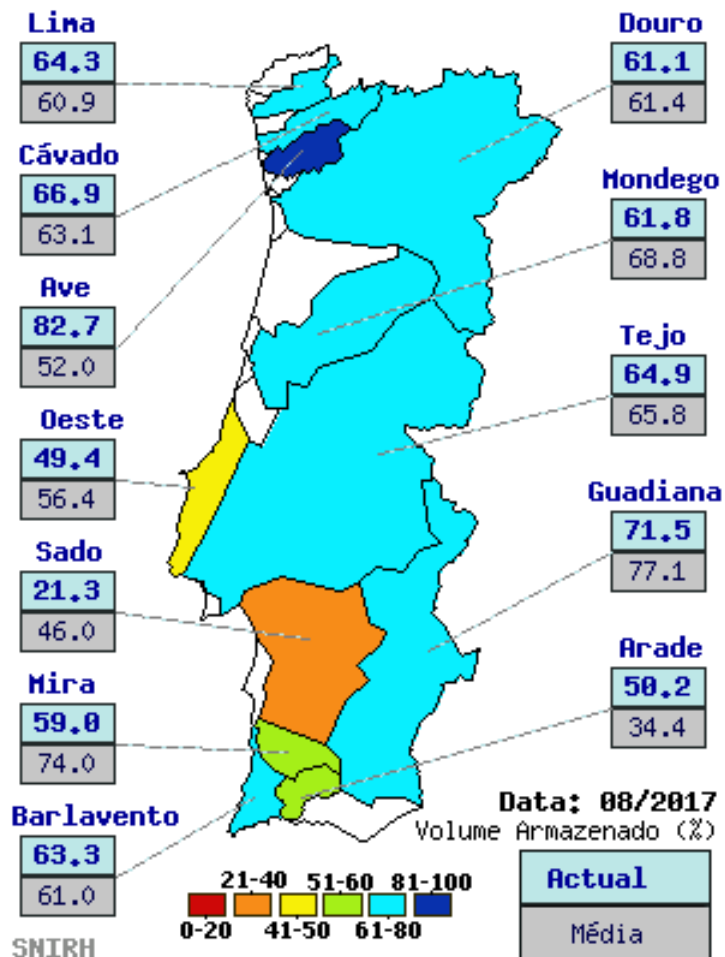 Lima
64.3
60.9
Cávado
66.9
63.1
Ave
82.7
52.0
Oeste
49.4
56.4
Sado
21.3
46.0
Mira
59.0
74.0
Barlavento
63.3
61.0
SNIRH
Douro
61.1
61.4
Mondego
61.8
68.8
Tejo
64.9
65.8
Guadiana
71.5
77.1
Arade
50.2
34.4
Data: 08/2017
Volume Armazenado (%)
21-40 51-60 81-100
0-20 41-50 61-80
Actual
Média